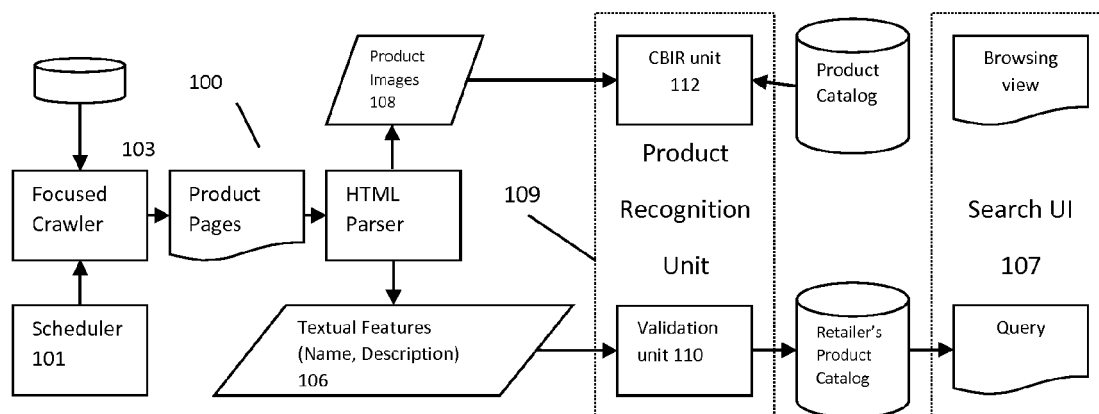 Product
Images
108
CBIR unit
112
Product
Catalog
Browsing
view
100
103
Focused
Crawler
Product
Pages
HTML
Parser
109
Product
Recognition
Unit
Search UI
107
Scheduler
101
Textual Features
(Name, Description)
106
Validation
unit 110
Retailer's
Product
Catalog
Query